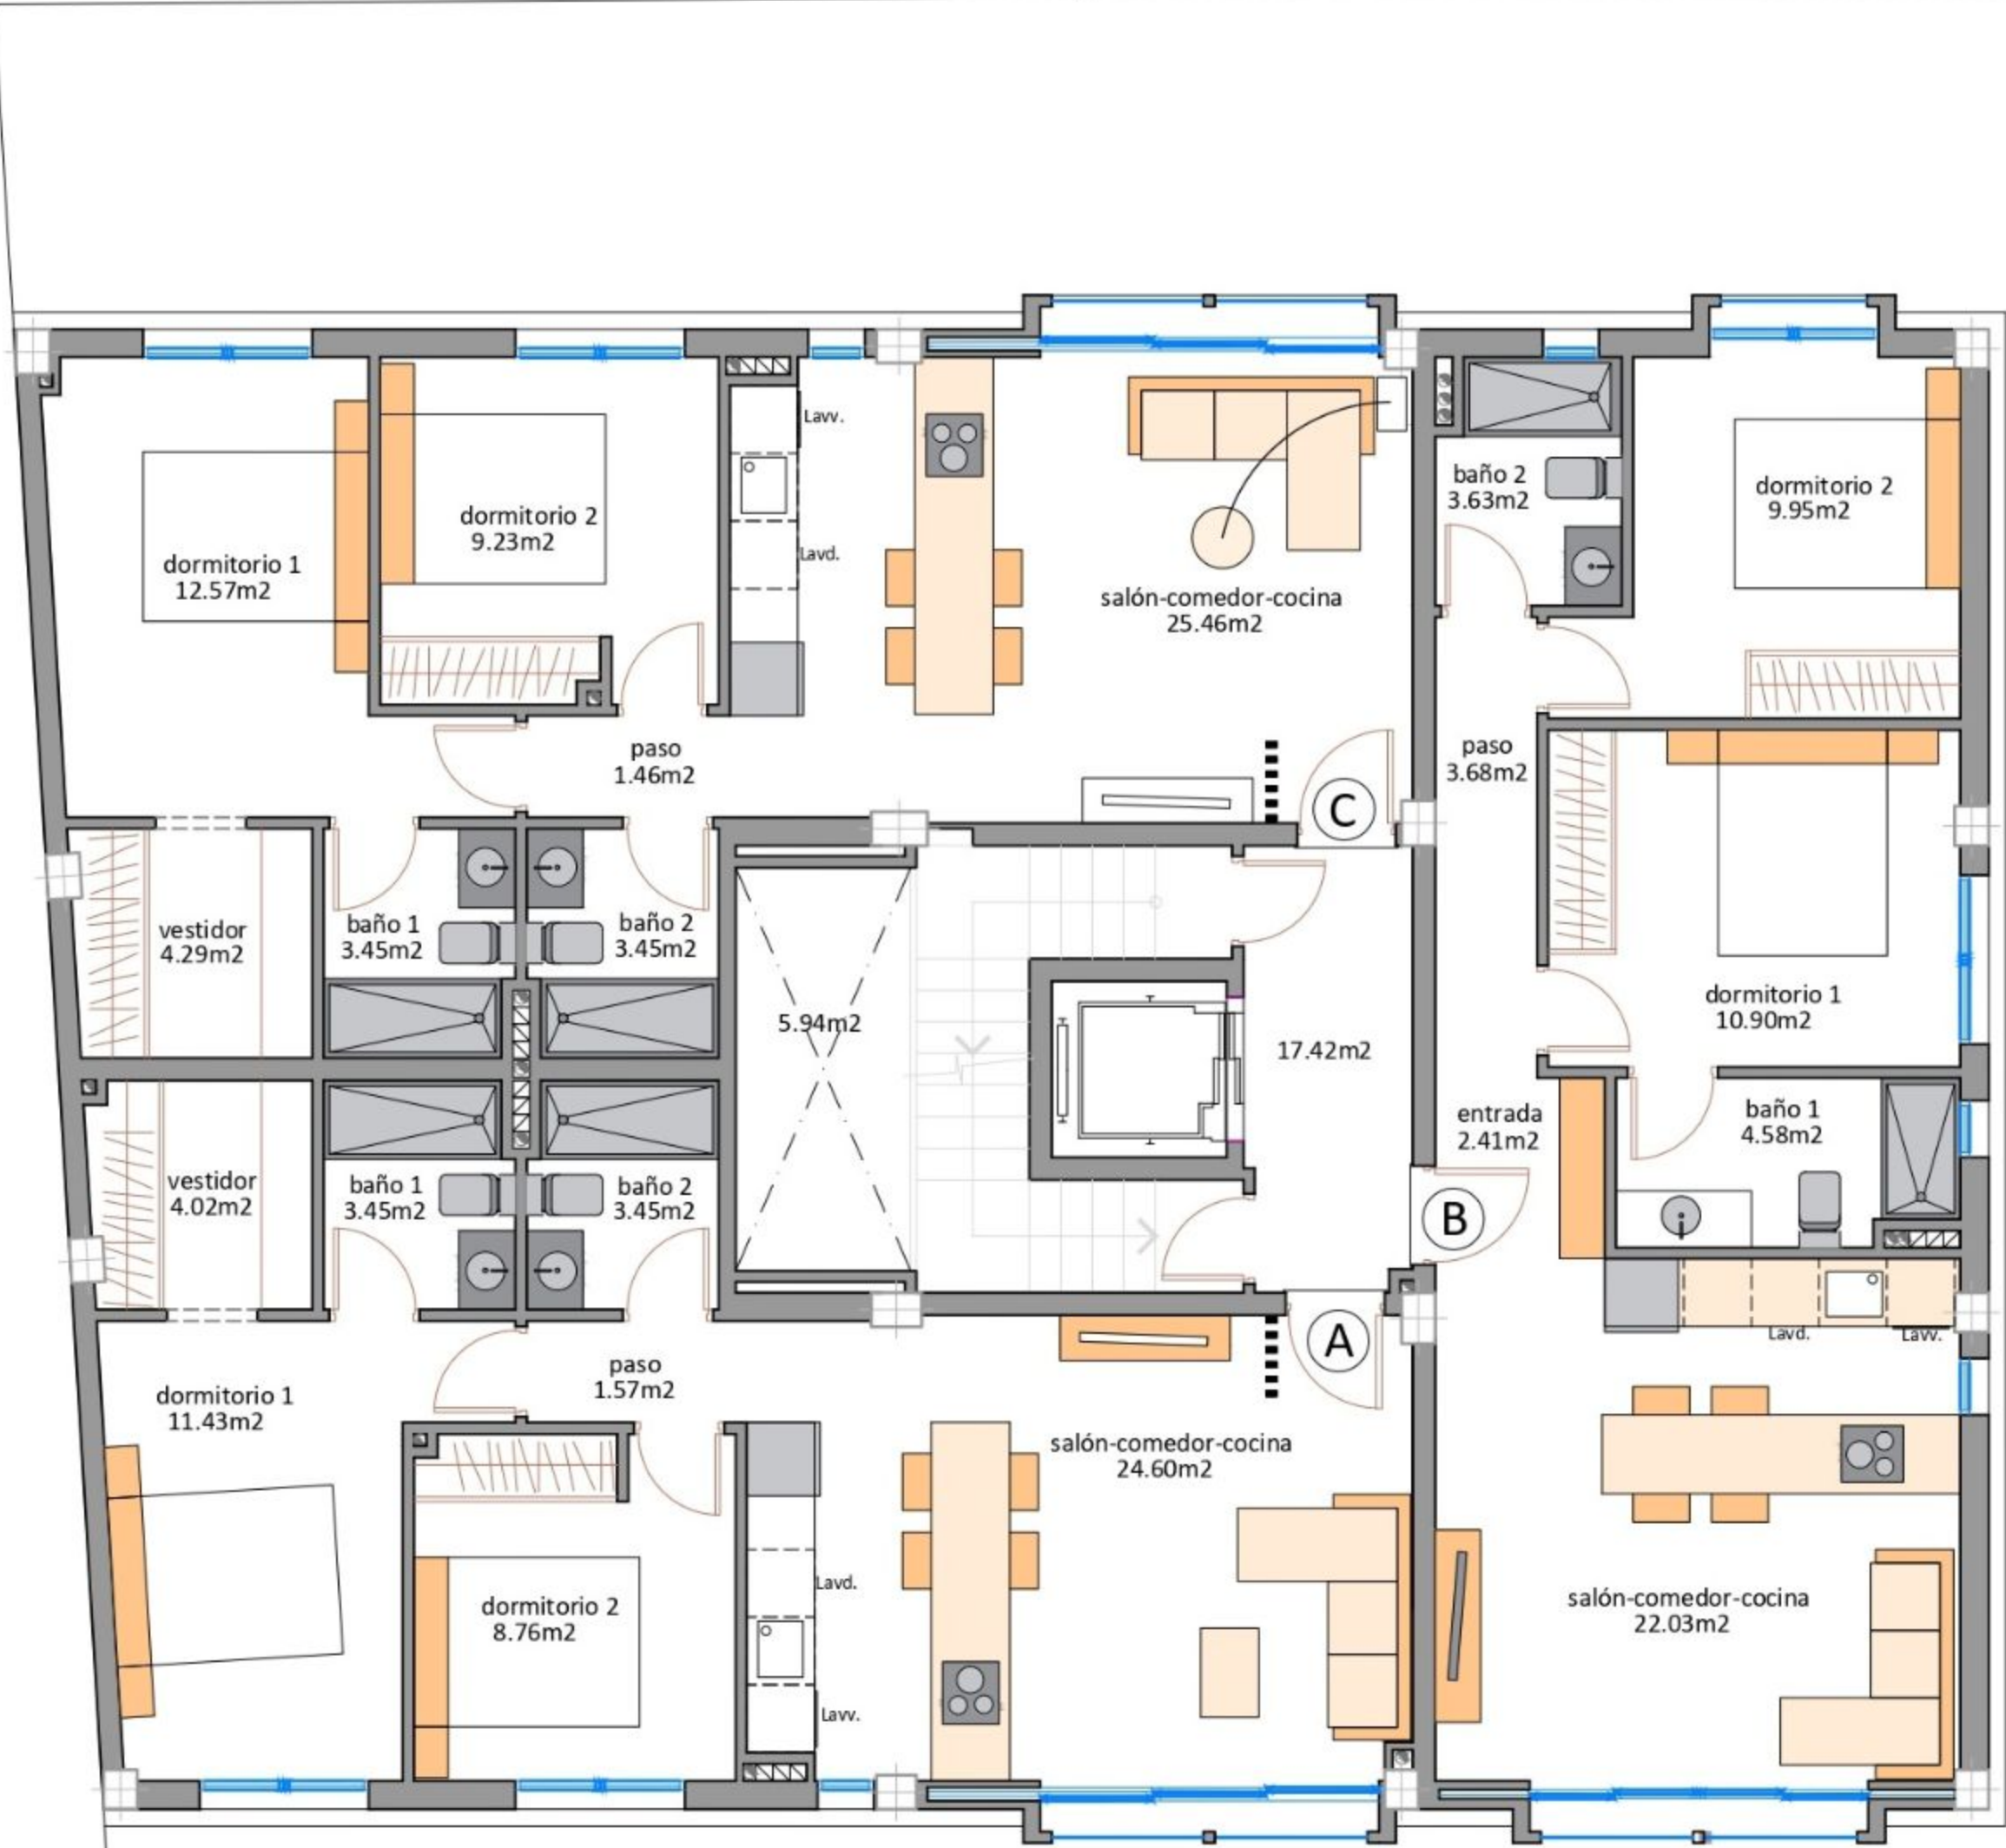 Lavv.
Lavd.
dormitorio 1
12.57m2
dormitorio 2
9.23m2
salón-comedor-cocina
25.46m2
baño 2
3.63m2
dormitorio 2
9.95m2
paso
1.46m2
C
paso
3.68m2
vestidor
4.29m2
baño 1
3.45m2
baño 2
3.45m2
5.94m2
17.42m2
dormitorio 1
10.90m2
entrada
2.41m2
baño 1
4.58m2
vestidor
4.02m2
baño 1
3.45m2
baño 2
3.45m2
B
A
Lavd.
Lavv.
paso
1.57m2
dormitorio 1
11.43m2
salón-comedor-cocina
24.60m2
dormitorio 2
8.76m2
Lavd.
Lavv.
salón-comedor-cocina
22.03m2